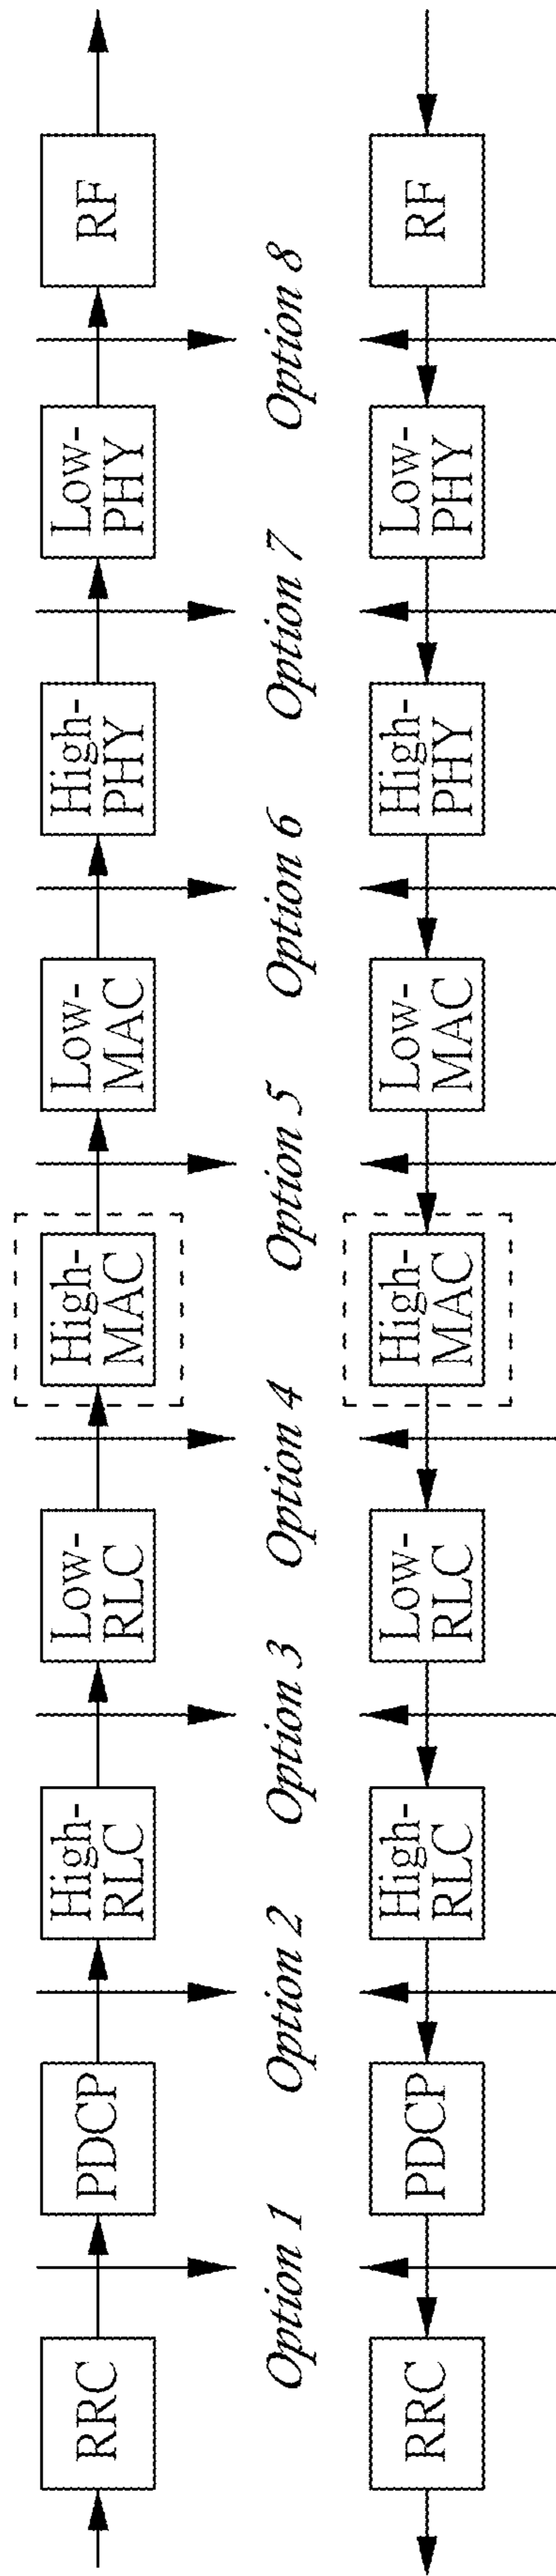 RRC
PDCP
High-
RLC
Low-
RLC
High-
MAC
Low-
MAC
High-
PHY
Low-
PHY
RF
Option 1
Option 2
Option 3
Option 4
Option 5
Option 6
Option 7
Option 8
RRC
PDCP
High-
RLC
Low-
RLC
High-
MAC
Low-
MAC
High-
PHY
Low-
PHY
RF